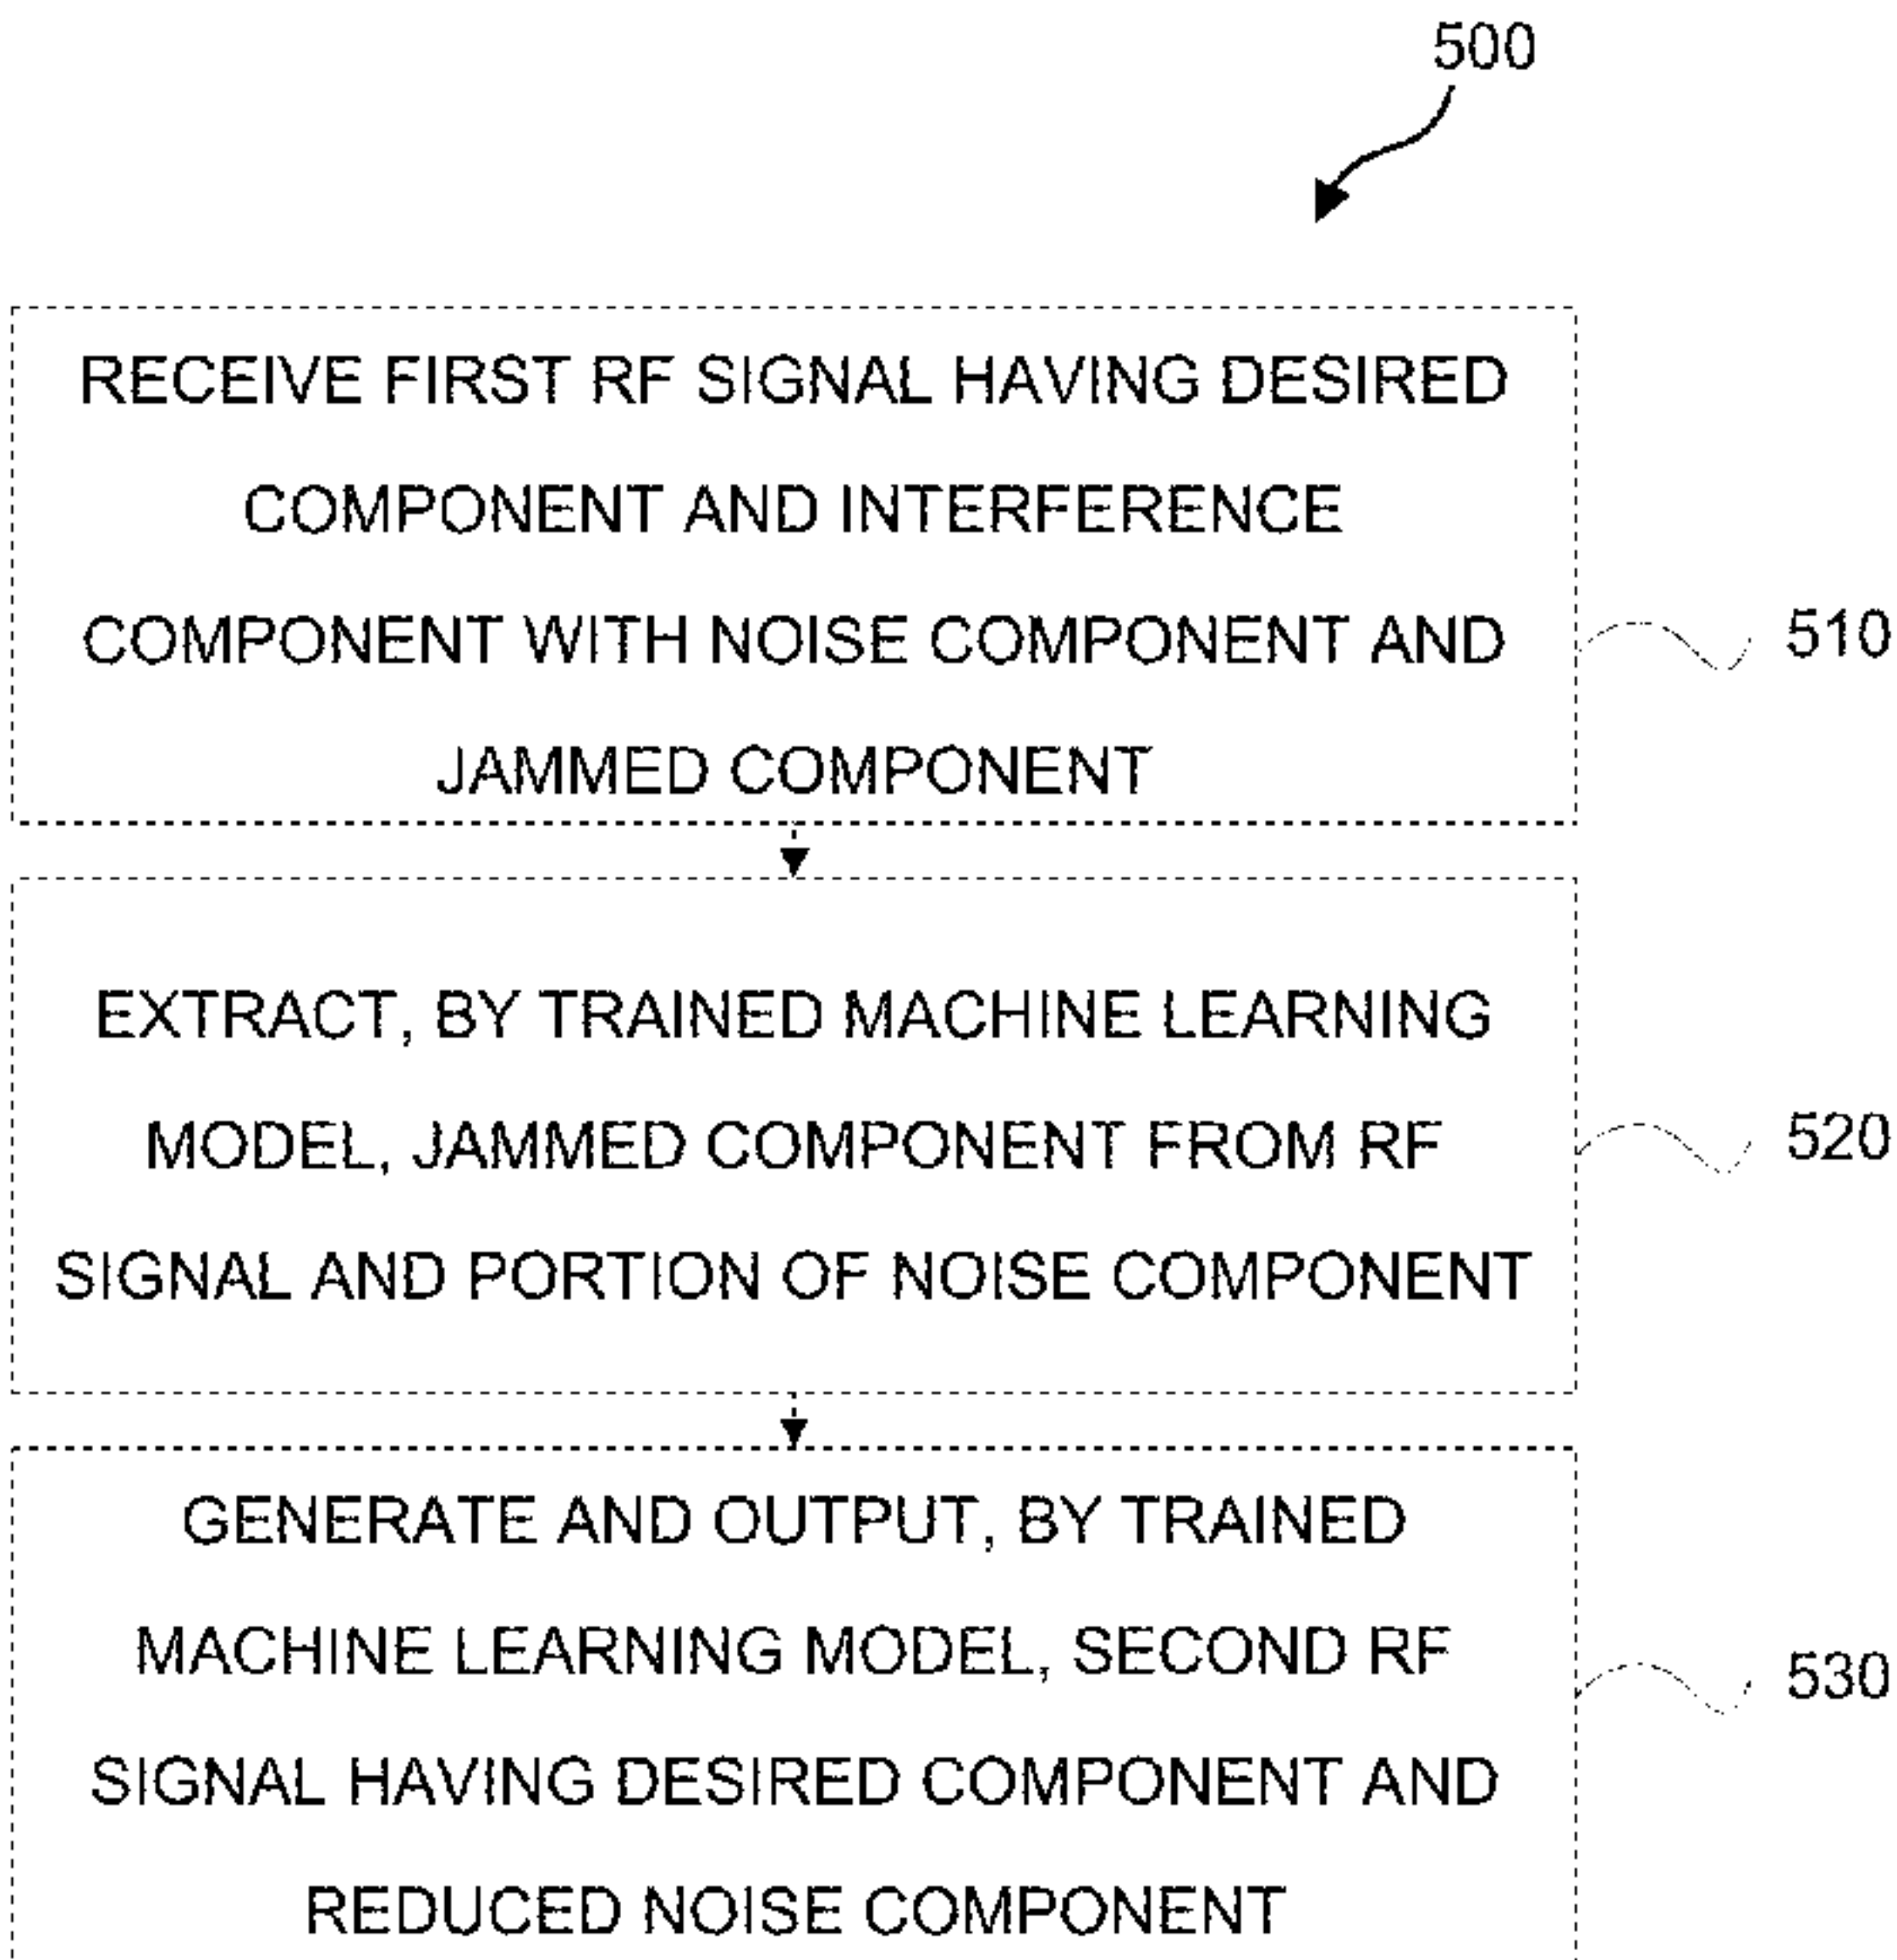 500
RECEIVE FIRST RF SIGNAL HAVING DESIRED
COMPONENT AND INTERFERENCE
COMPONENT WITH NOISE COMPONENT AND
JAMMED COMPONENT
510
EXTRACT, BY TRAINED MACHINE LEARNING
MODEL, JAMMED COMPONENT FROM RF
SIGNAL AND PORTION OF NOISE COMPONENT
520
GENERATE AND OUTPUT, BY TRAINED
MACHINE LEARNING MODEL, SECOND RF
SIGNAL HAVING DESIRED COMPONENT AND
REDUCED NOISE COMPONENT
530